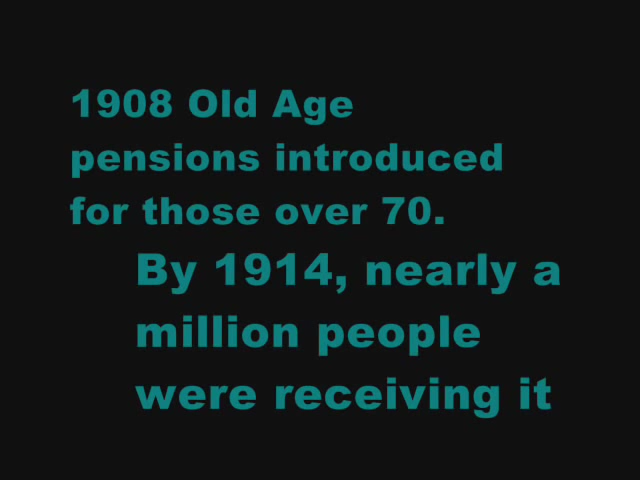 1908 Old Age
pensions introduced
for those over 70.
By 1914, nearly a
million people
were receiving it